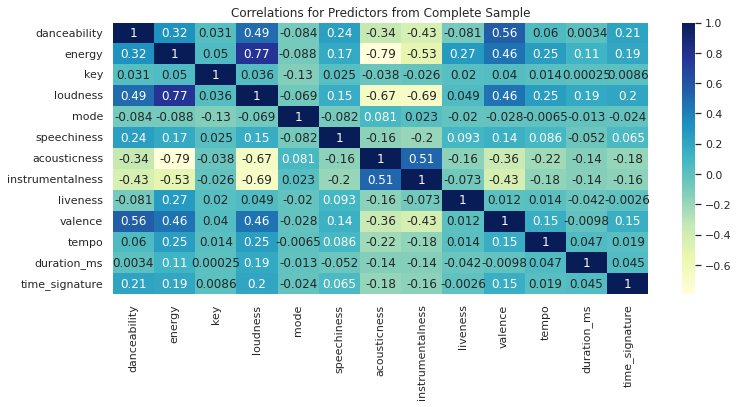 Correlations for Predictors from Complete Sample
danceability 1 0.32 0.031 0.49 -0.084 0.24 -0.34 -0.43 -0.081 0.56 0.06 0.0034 0.21
energy 0.32 1 0.05 0.77 -0.088 0.17 -0.79 -0.53 0.27 0.46 0.25 0.11 0.19
key 0.031 0.05 1 0.036 -0.13 0.025 -0.038 -0.026 0.02 0.04 0.014 0.00025 0.0086
loudness 0.49 0.77 0.036 1 -0.069 0.15 -0.67 -0.69 0.049 0.46 0.25 0.19 0.2
mode -0.084 -0.088 -0.13 -0.069 1 -0.082 0.081 0.023 -0.02 -0.028 -0.0065 -0.013 -0.024
speechiness 0.24 0.17 0.025 0.15 -0.082 1 -0.16 -0.2 0.093 0.14 0.086 -0.052 0.065
acousticness -0.34 -0.79 -0.038 -0.67 0.081 -0.16 1 0.51 -0.16 -0.36 -0.22 -0.14 -0.18
instrumentalness -0.43 -0.53 -0.026 -0.69 0.023 -0.2 0.51 1 -0.073 -0.43 -0.18 -0.14 -0.16
liveness -0.081 0.27 0.02 0.049 -0.02 0.093 -0.16 -0.073 1 0.012 0.014 -0.042 -0.0026
valence 0.56 0.46 0.04 0.46 -0.028 0.14 -0.36 -0.43 0.012 1 0.15 -0.0098 0.15
tempo 0.06 0.25 0.014 0.25 -0.0065 0.086 -0.22 -0.18 0.014 0.15 1 0.047 0.019
duration_ms 0.0034 0.11 0.00025 0.19 -0.013 -0.052 -0.14 -0.14 -0.042 -0.0098 0.047 1 0.045
time_signature 0.21 0.19 0.0086 0.2 -0.024 0.065 -0.18 -0.16 -0.0026 0.15 0.019 0.045 1
danceability
energy
key
loudness
mode
speechiness
acousticness
instrumentalness
liveness
valence
tempo
duration_ms
time_signature
1.0
0.8
0.6
0.4
0.2
0.0
−0.2
−0.4
−0.6